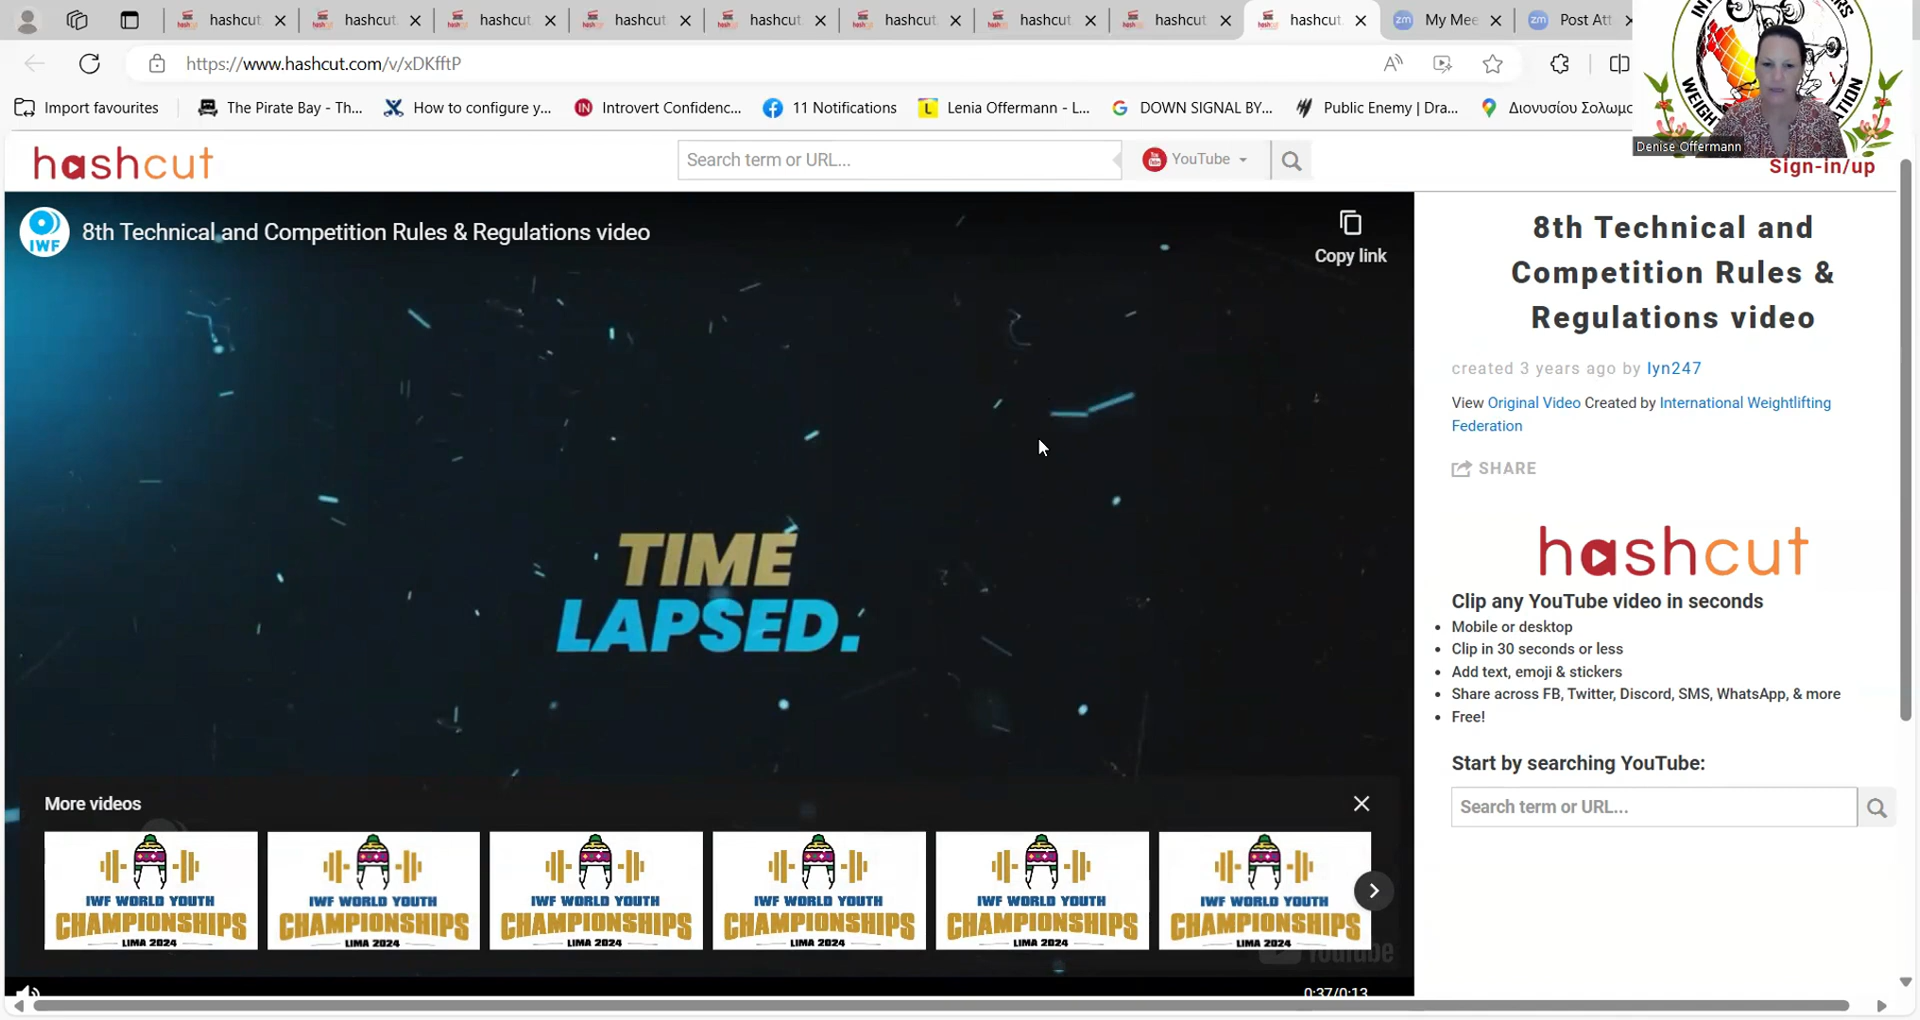 hashcut
hashcut
hashcut
hashcut
hashcut
hashcut
hashcut
hashcut
hashcut
zm My Mee
zm Post Att
https://www.hashcut.com/v/xDKfftP
Import favourites
The Pirate Bay - Th...
How to configure y...
IN Introvert Confidenc...
11 Notifications
L Lenia Offermann - L...
G DOWN SIGNAL BY...
Public Enemy | Dra...
Διονυσίου Σολωμο
Denise Offermann
hashcut
Search term or URL...
YouTube
Sign-in/up
IWF
8th Technical and Competition Rules & Regulations video
Copy link
TIME
LAPSED.
More videos
IWF WORLD YOUTH
CHAMPIONSHIPS
LIMA 2024
IWF WORLD YOUTH
CHAMPIONSHIPS
LIMA 2024
IWF WORLD YOUTH
CHAMPIONSHIPS
LIMA 2024
IWF WORLD YOUTH
CHAMPIONSHIPS
LIMA 2024
IWF WORLD YOUTH
CHAMPIONSHIPS
LIMA 2024
IWF WORLD YOUTH
CHAMPIONSHIPS
LIMA 2024
YouTube
0:37/0:13
8th Technical and
Competition Rules &
Regulations video
created 3 years ago by lyn247
View Original Video Created by International Weightlifting
Federation
SHARE
hashcut
Clip any YouTube video in seconds
• Mobile or desktop
• Clip in 30 seconds or less
• Add text, emoji & stickers
• Share across FB, Twitter, Discord, SMS, WhatsApp, & more
• Free!
Start by searching YouTube:
Search term or URL...